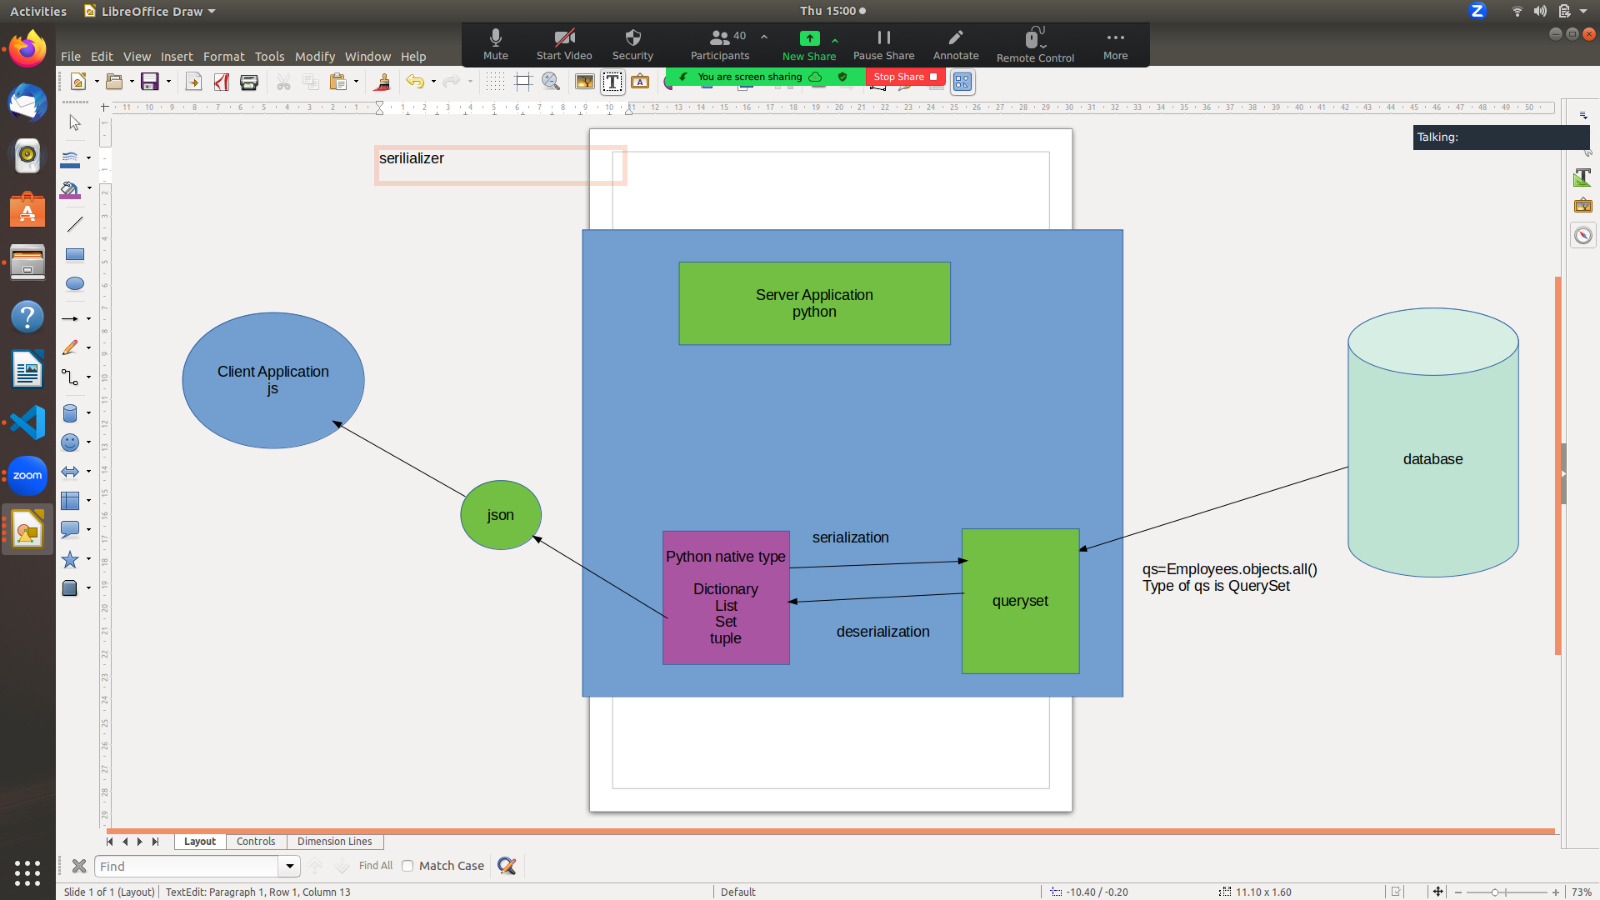 Activities
LibreOffice Draw
Thu 15:00
Z
File Edit View Insert Format Tools Modify Window Help
Mute
Start Video
Security
40
Participants
New Share
Pause Share
Annotate
Remote Control
More
You are screen sharing
Stop Share
Talking:
serilializer
Server Application
python
Client Application
js
json
Python native type
Dictionary
List
Set
tuple
serialization
deserialization
queryset
database
qs=Employees.objects.all()
Type of qs is QuerySet
zoom
Layout
Controls
Dimension Lines
Find
Find All
Match Case
Slide 1 of 1 (Layout)
TextEdit: Paragraph 1, Row 1, Column 13
Default
-10.40 / -0.20
11.10 x 1.60
73%